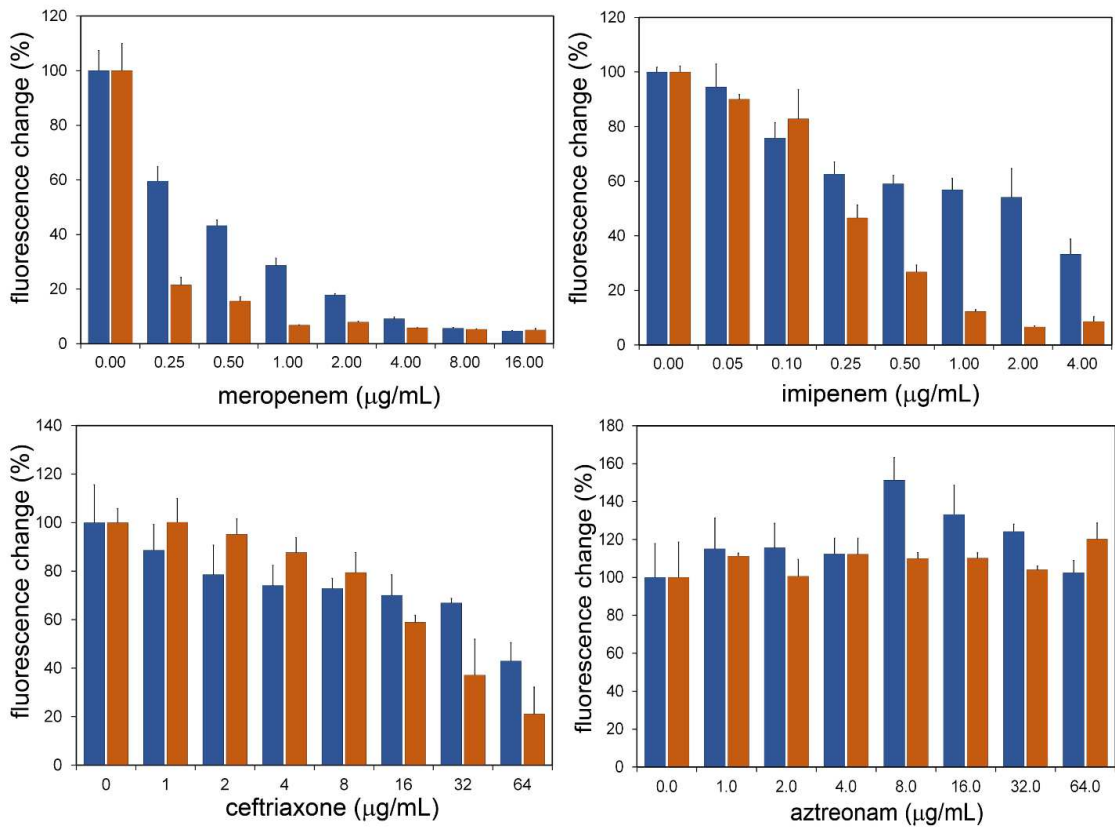 120
100
80
60
40
20
0
fluorescence change (%)
0.00 0.25 0.50 1.00 2.00 4.00 8.00 16.00
meropenem (μg/mL)
120
100
80
60
40
20
0
fluorescence change (%)
0.00 0.05 0.10 0.25 0.50 1.00 2.00 4.00
imipenem (μg/mL)
140
120
100
80
60
40
20
0
fluorescence change (%)
0 1 2 4 8 16 32 64
ceftriaxone (μg/mL)
180
160
140
120
100
80
60
40
20
0
fluorescence change (%)
0.0 1.0 2.0 4.0 8.0 16.0 32.0 64.0
aztreonam (μg/mL)